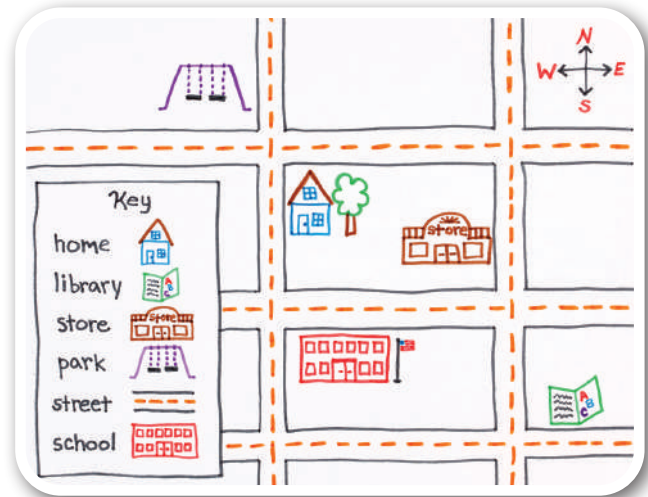 N
W E
S
Key
home
library
A
B
C
store
store
park
street
school
store
A
B
C